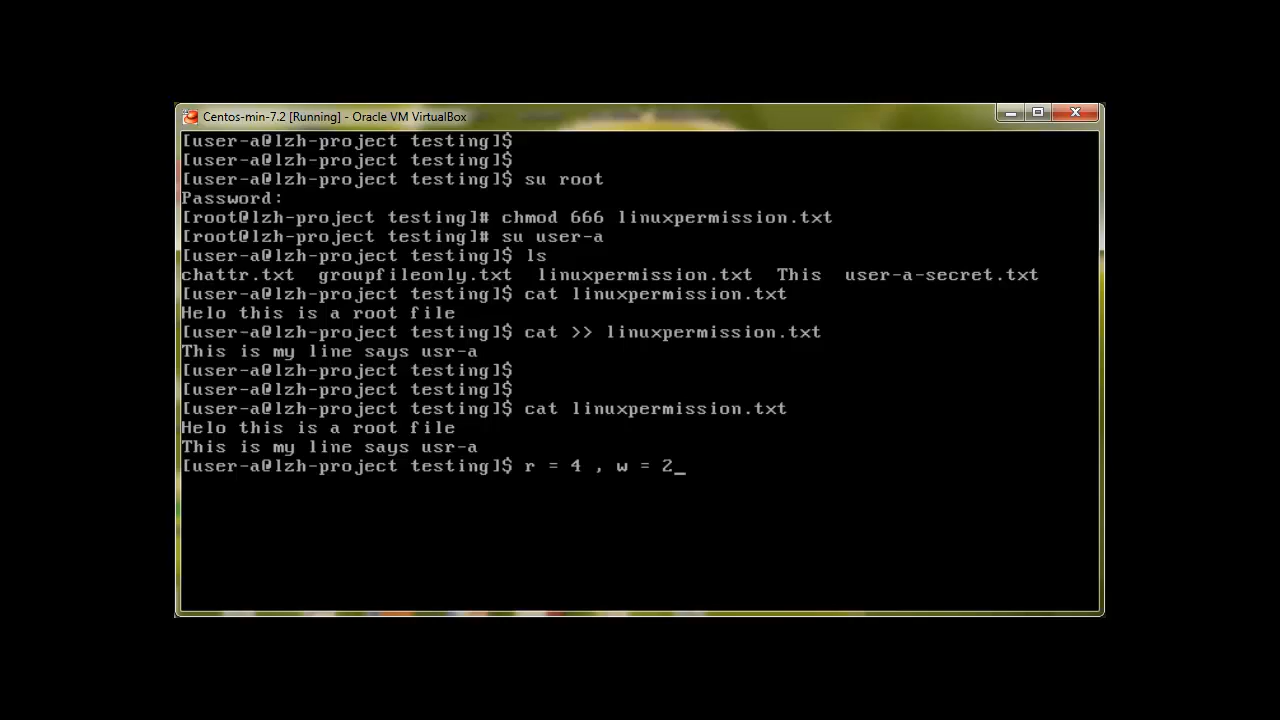 Centos-min-7.2 [Running] - Oracle VM VirtualBox
[user-a@lzh-project testing]$
[user-a@lzh-project testing]$
[user-a@lzh-project testing]$ su root
Password:
[root@lzh-project testing]# chmod 666 linuxpermission.txt
[root@lzh-project testing]# su user-a
[user-a@lzh-project testing]$ ls
chattr.txt  groupfileonly.txt  linuxpermission.txt  This  user-a-secret.txt
[user-a@lzh-project testing]$ cat linuxpermission.txt
Helo this is a root file
[user-a@lzh-project testing]$ cat >> linuxpermission.txt
This is my line says usr-a
[user-a@lzh-project testing]$
[user-a@lzh-project testing]$
[user-a@lzh-project testing]$ cat linuxpermission.txt
Helo this is a root file
This is my line says usr-a
[user-a@lzh-project testing]$ r = 4 , w = 2_